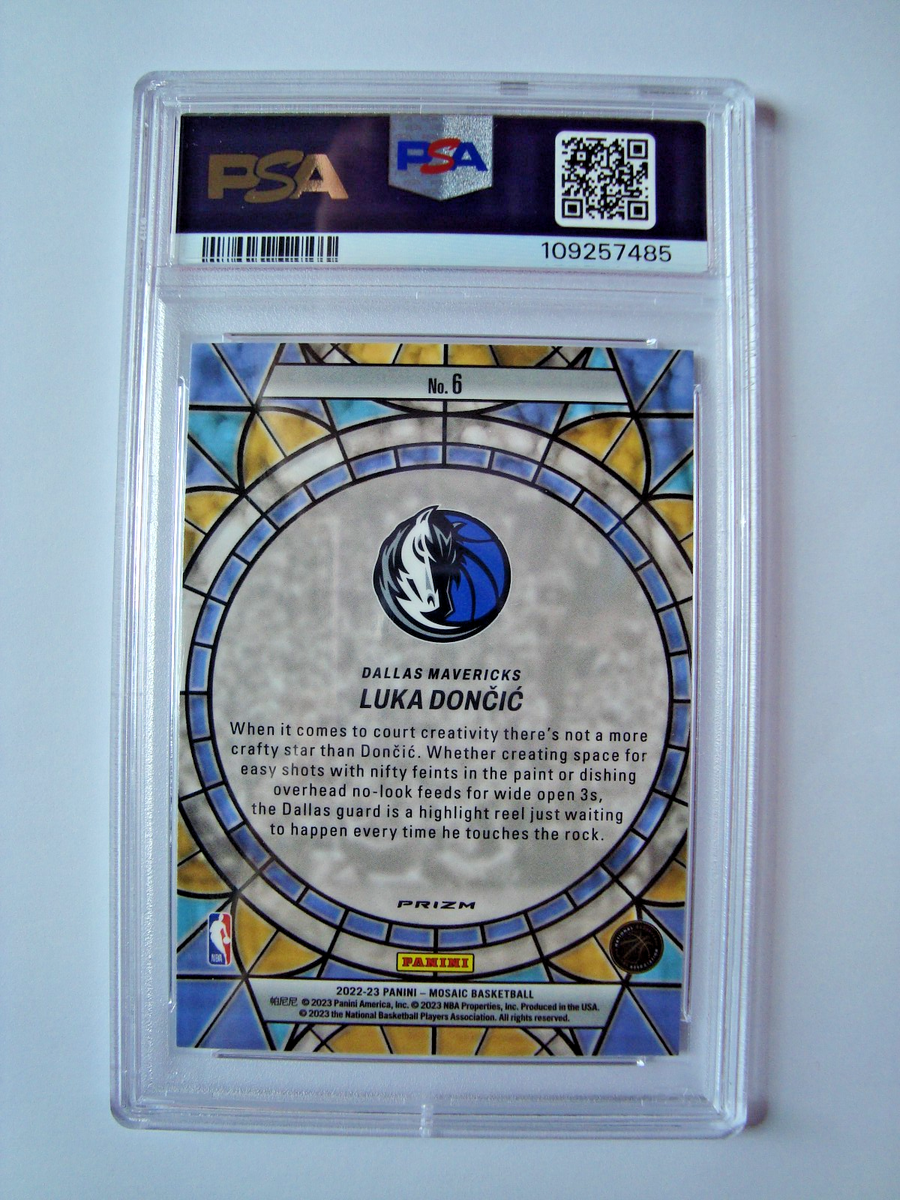 PSA PSA
109257485
No. 6
DALLAS MAVERICKS
LUKA DONČIĆ
When it comes to court creativity there's not a more
crafty star than Dončić. Whether creating space for
easy shots with nifty feints in the paint or dishing
overhead no-look feeds for wide open 3s,
the Dallas guard is a highlight reel just waiting
to happen every time he touches the rock.
PRIZM
NBA
PANINI
2022-23 PANINI – MOSAIC BASKETBALL
帕尼尼 © 2023 Panini America, Inc. © 2023 NBA Properties, Inc. Produced in the USA.
© 2023 the National Basketball Players Association. All rights reserved.